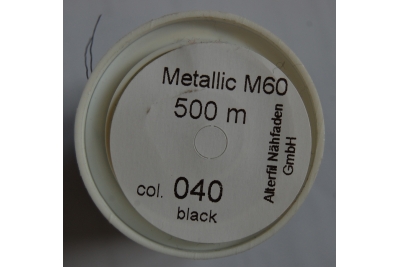 Metallic M60
500 m
col. 040
black
Alterfil Nähfaden
GmbH